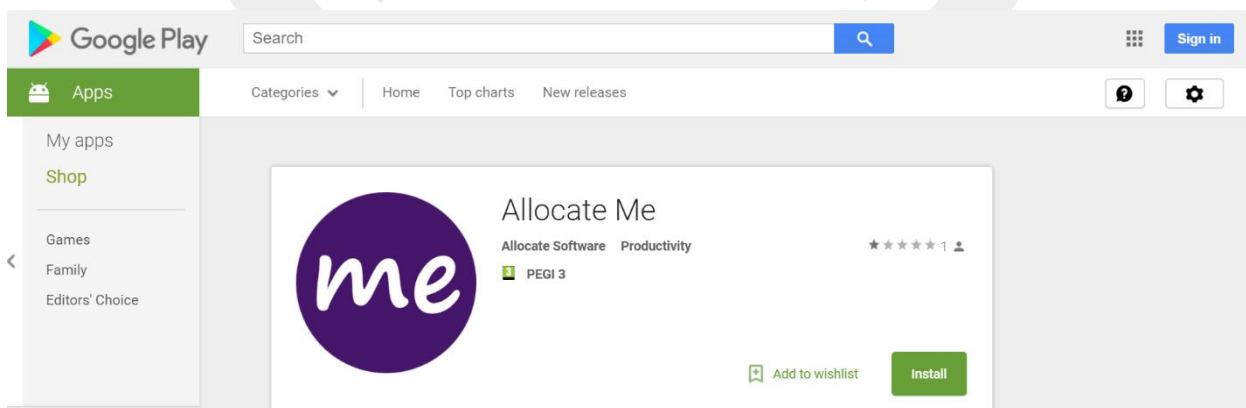 Google Play
Search
Sign in
Apps
Categories
Home
Top charts
New releases
My apps
Shop
Games
Family
Editors' Choice
me
Allocate Me
Allocate Software Productivity
1
3
PEGI 3
Add to wishlist
Install